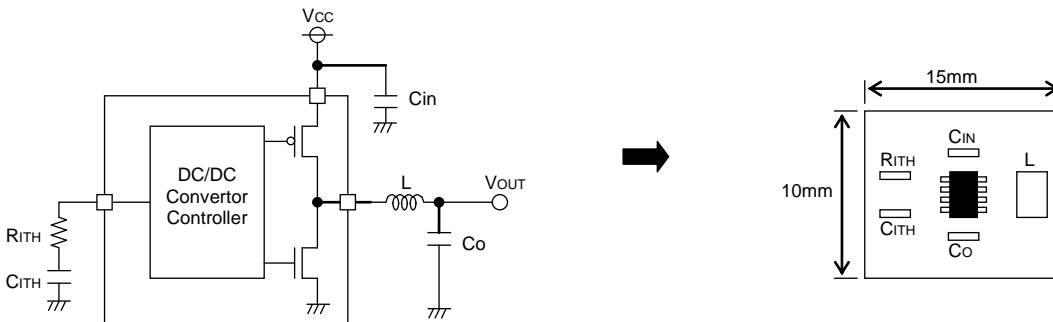 VCC
Cin
DC/DC
Convertor
Controller
L
VOUT
RITH
Co
CITH
15mm
CIN
RITH
L
10mm
CITH
CO